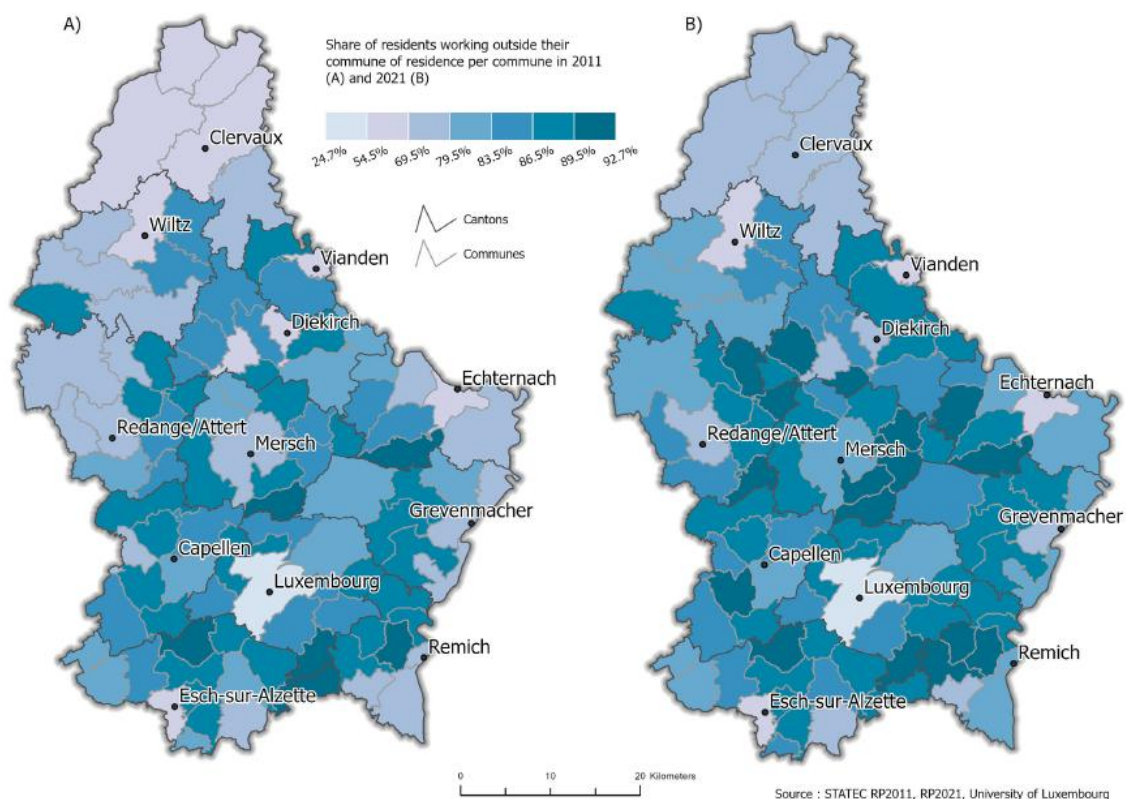 A)
B)
Share of residents working outside their
commune of residence per commune in 2011
(A) and 2021 (B)
24.7% 54.5% 69.5% 79.5% 83.5% 86.5% 89.5% 92.7%
Cantons
Communes
Clervaux
Wiltz
Vianden
Diekirch
Echternach
Redange/Attert
Mersch
Grevenmacher
Capellen
Luxembourg
Remich
Esch-sur-Alzette
Clervaux
Wiltz
Vianden
Diekirch
Echternach
Redange/Attert
Mersch
Grevenmacher
Capellen
Luxembourg
Remich
Esch-sur-Alzette
0 10 20 Kilometers
Source : STATEC RP2011, RP2021, University of Luxembourg